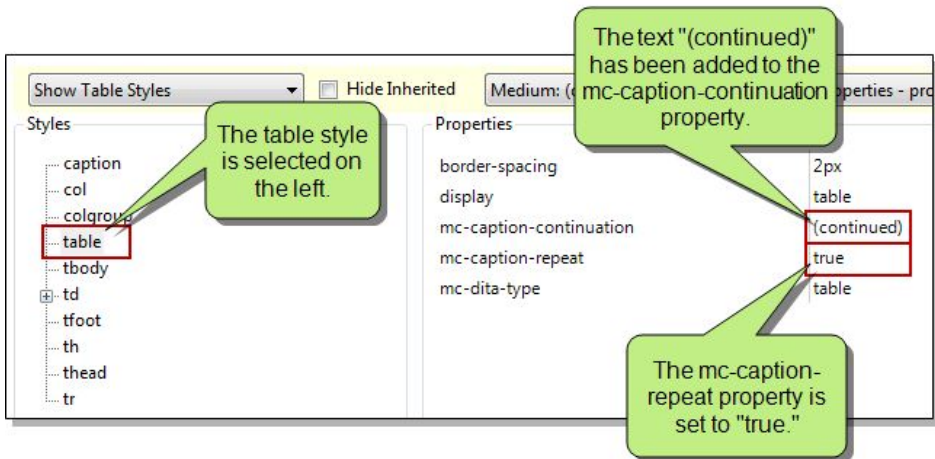 The text "(continued)"
has been added to the
mc-caption-continuation
property.
Show Table Styles
Hide Inherited
Medium: (
operties - pro
Styles
The table style
is selected on
the left.
Properties
caption
col
colgroup
table
tbody
td
tfoot
th
thead
tr
border-spacing 2px
display table
mc-caption-continuation (continued)
mc-caption-repeat true
mc-dita-type table
The mc-caption-
repeat property is
set to "true."